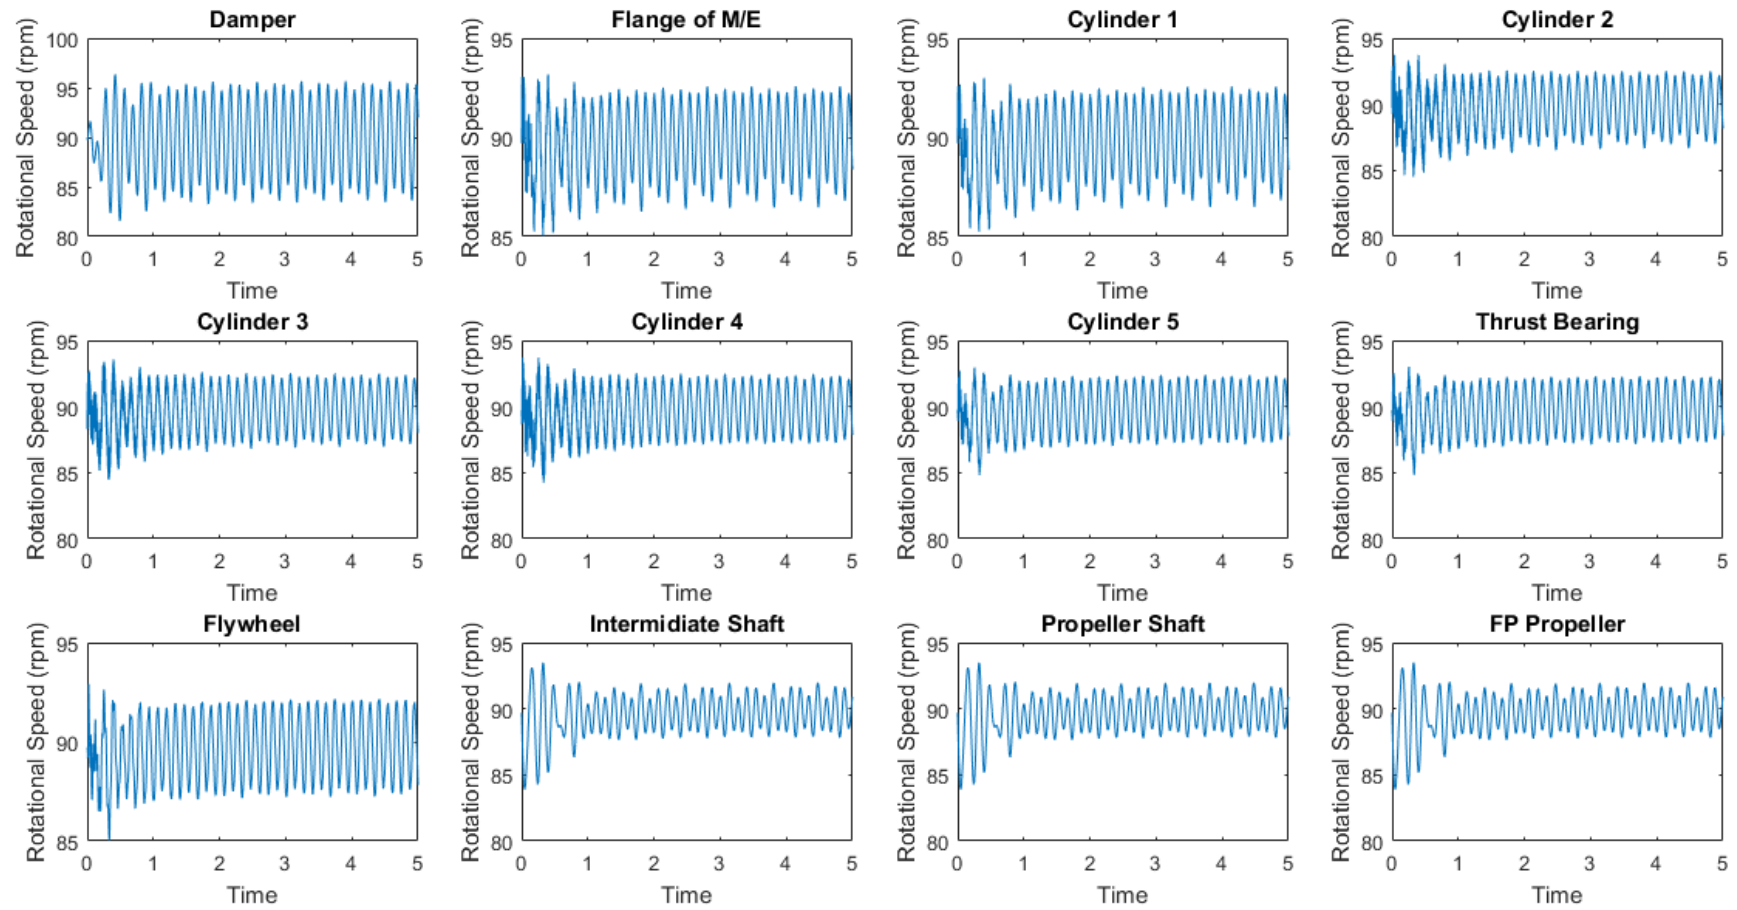 Damper
Rotational Speed (rpm)
100
95
90
85
80
0 1 2 3 4 5
Time
Flange of M/E
Rotational Speed (rpm)
95
90
85
0 1 2 3 4 5
Time
Cylinder 1
Rotational Speed (rpm)
95
90
85
0 1 2 3 4 5
Time
Cylinder 2
Rotational Speed (rpm)
95
90
85
80
0 1 2 3 4 5
Time
Cylinder 3
Rotational Speed (rpm)
95
90
85
80
0 1 2 3 4 5
Time
Cylinder 4
Rotational Speed (rpm)
95
90
85
80
0 1 2 3 4 5
Time
Cylinder 5
Rotational Speed (rpm)
95
90
85
80
0 1 2 3 4 5
Time
Thrust Bearing
Rotational Speed (rpm)
95
90
85
80
0 1 2 3 4 5
Time
Flywheel
Rotational Speed (rpm)
95
90
85
0 1 2 3 4 5
Time
Intermidiate Shaft
Rotational Speed (rpm)
95
90
85
80
0 1 2 3 4 5
Time
Propeller Shaft
Rotational Speed (rpm)
95
90
85
80
0 1 2 3 4 5
Time
FP Propeller
Rotational Speed (rpm)
95
90
85
80
0 1 2 3 4 5
Time